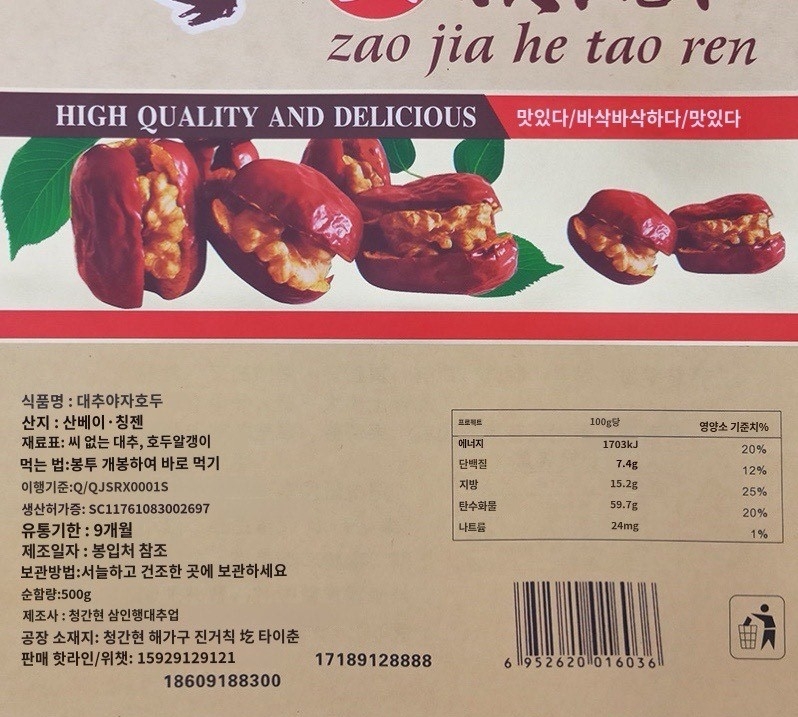 zao jia he tao ren
HIGH QUALITY AND DELICIOUS
맛있다/바삭바삭하다/맛있다
식품명 : 대추야자호두
산지 : 산베이·칭젠
재료표: 씨 없는 대추, 호두알갱이
먹는 법:봉투 개봉하여 바로 먹기
이행기준:Q/QJSRX0001S
생산허가증: SC11761083002697
유통기한 : 9개월
제조일자 : 봉입처 참조
보관방법:서늘하고 건조한 곳에 보관하세요
순함량:500g
제조사 : 청간현 삼인행대추업
공장 소재지: 청간현 해가구 진거칙 圪 타이춘
판매 핫라인/위챗: 15929129121
17189128888
18609188300
프로젝트 100g당 영양소 기준치%
에너지 1703kJ 20%
단백질 7.4g 12%
지방 15.2g 25%
탄수화물 59.7g 20%
나트륨 24mg 1%
6 952620 016036